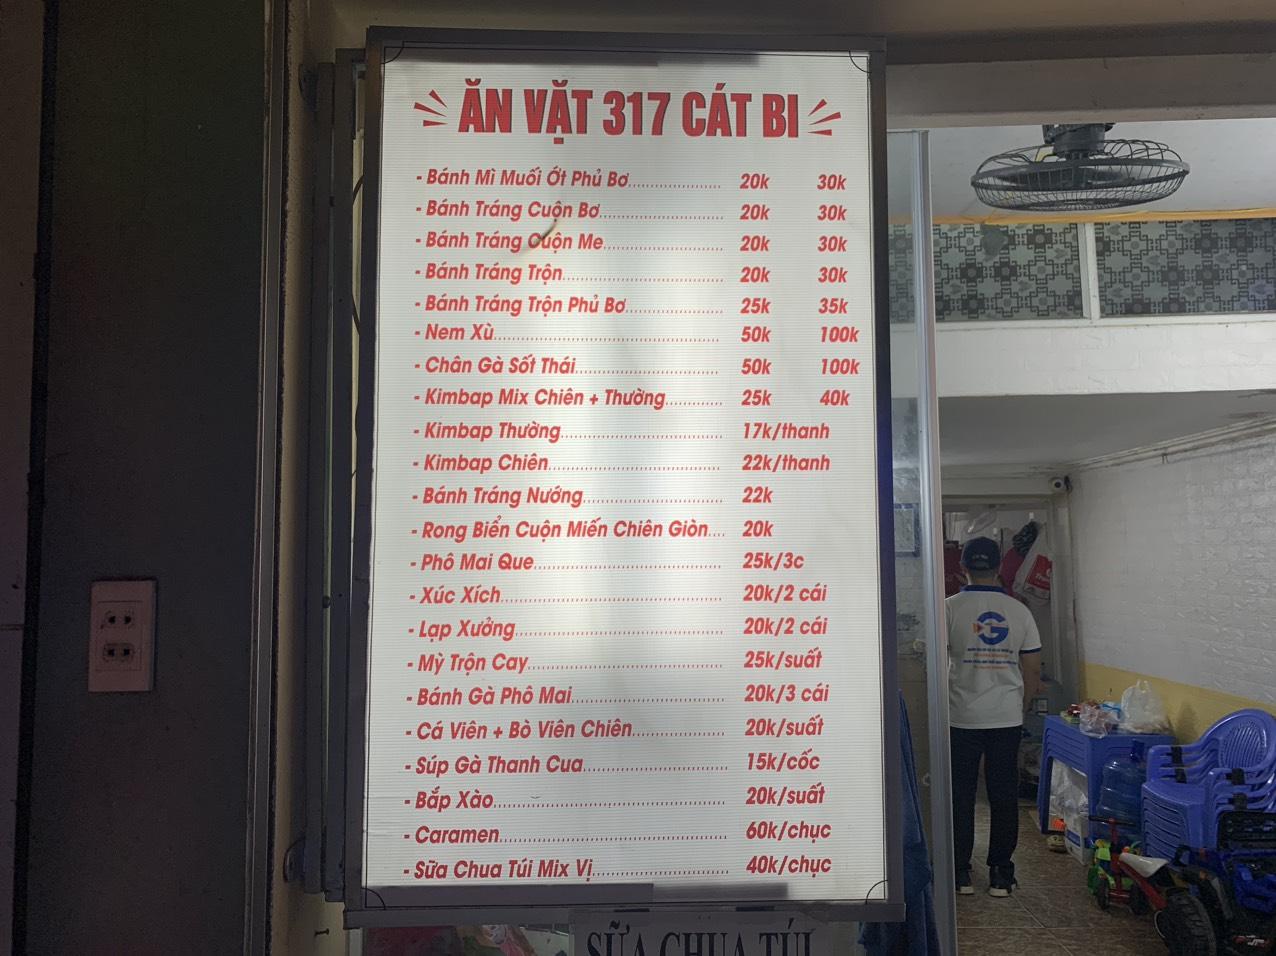 ĂN VẶT 317 CÁT BI
- Bánh Mì Muối Ớt Phủ Bơ.................... 20k 30k
- Bánh Tráng Cuộn Bơ.......................... 20k 30k
- Bánh Tráng Cuộn Me......................... 20k 30k
- Bánh Tráng Trộn................................. 20k 30k
- Bánh Tráng Trộn Phủ Bơ.................... 25k 35k
- Nem Xù............................................... 50k 100k
- Chân Gà Sốt Thái............................... 50k 100k
- Kimbap Mix Chiên + Thường............ 25k 40k
- Kimbap Thường.................................. 17k/thanh
- Kimbap Chiên..................................... 22k/thanh
- Bánh Tráng Nướng............................. 22k
- Rong Biển Cuộn Miến Chiên Giòn.... 20k
- Phô Mai Que........................................ 25k/3c
- Xúc Xích............................................... 20k/2 cái
- Lạp Xưởng........................................... 20k/2 cái
- Mỳ Trộn Cay......................................... 25k/suất
- Bánh Gà Phô Mai................................ 20k/3 cái
- Cá Viên + Bò Viên Chiên.................... 20k/suất
- Súp Gà Thanh Cua.............................. 15k/cốc
- Bắp Xào................................................. 20k/suất
- Caramen................................................ 60k/chục
- Sữa Chua Túi Mix Vị............................. 40k/chục
SỮA CHUA TÚI